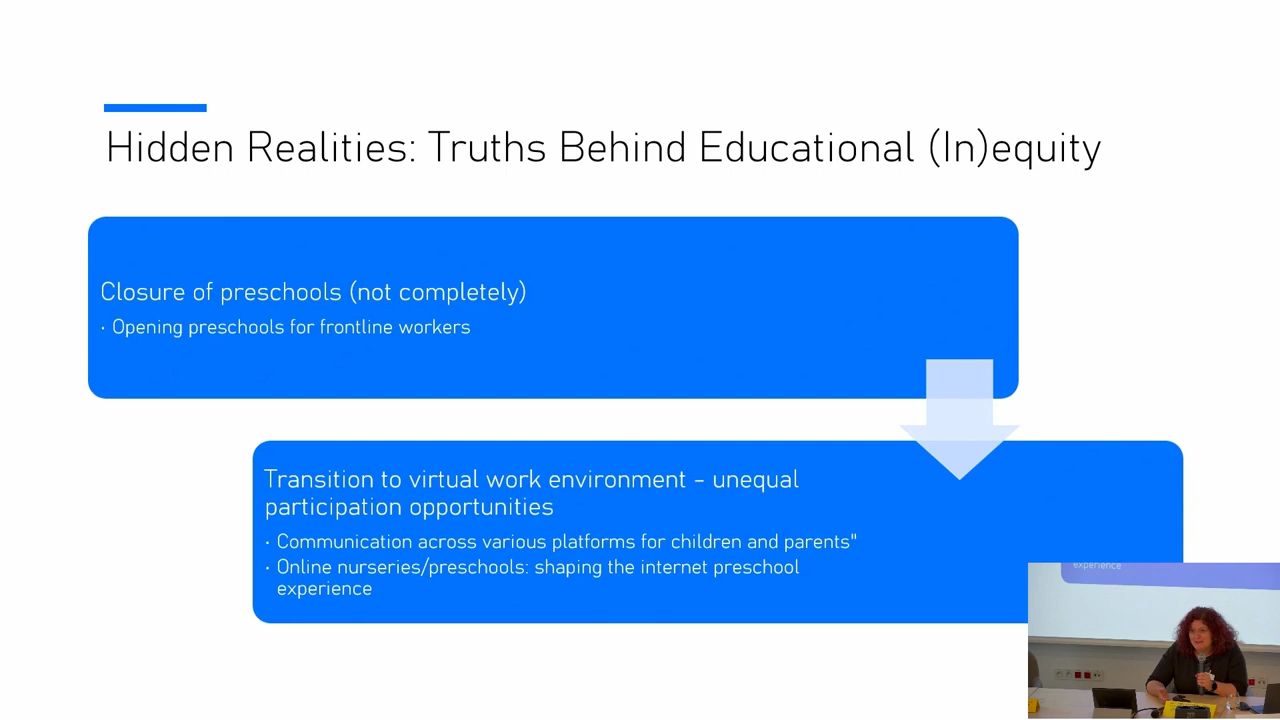 Hidden Realities: Truths Behind Educational (In)equity
Closure of preschools (not completely)
· Opening preschools for frontline workers
Transition to virtual work environment - unequal
participation opportunities
· Communication across various platforms for children and parents"
· Online nurseries/preschools: shaping the internet preschool
experience
experience